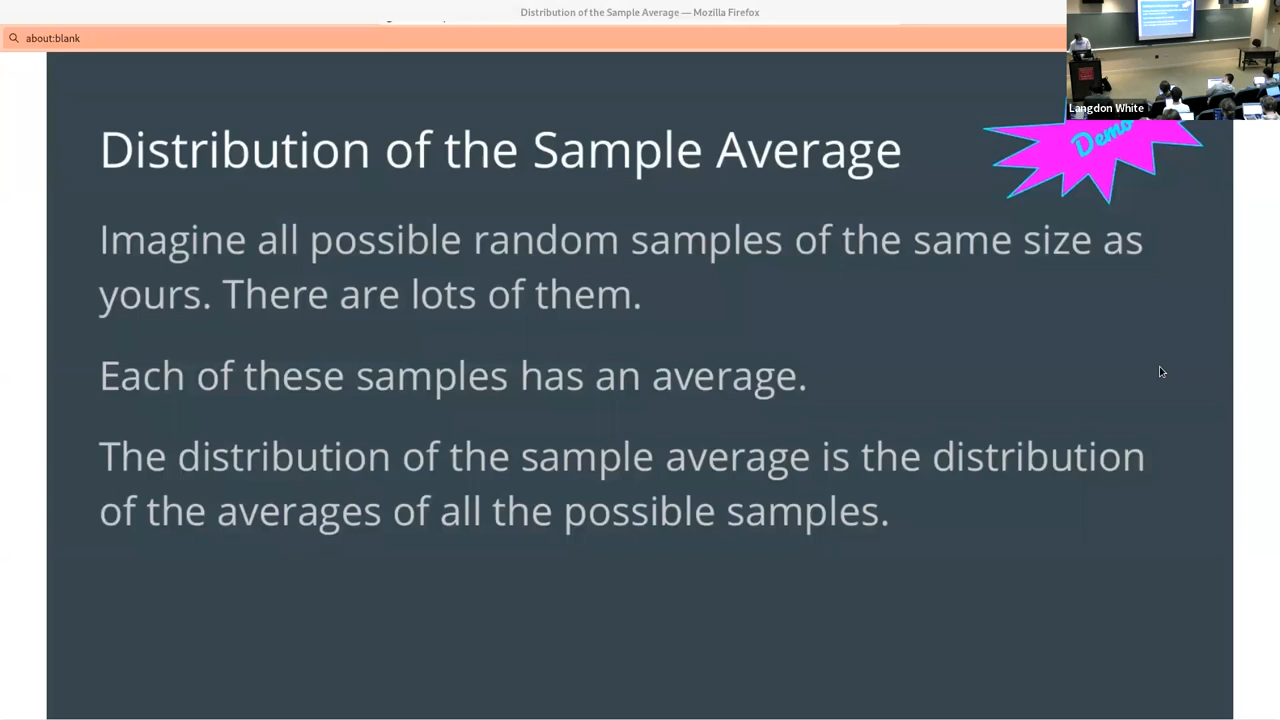 Distribution of the Sample Average — Mozilla Firefox
about:blank
Langdon White
Demo
Distribution of the Sample Average
Imagine all possible random samples of the same size as
yours. There are lots of them.
Each of these samples has an average.
The distribution of the sample average is the distribution
of the averages of all the possible samples.